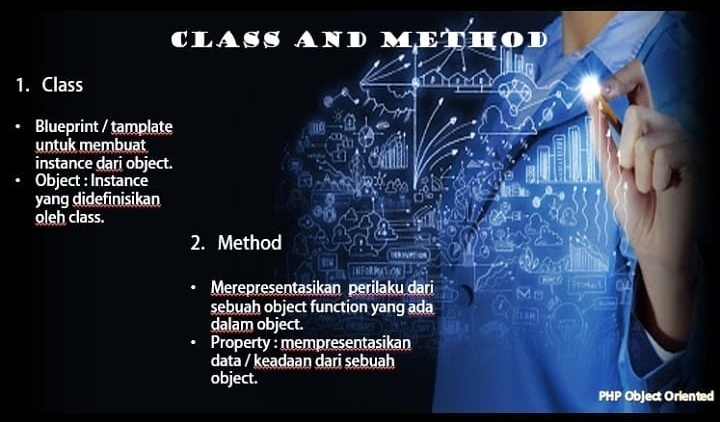 CLASS AND METHOD
1. Class
• Blueprint / tamplate
untuk membuat
instance dari object.
• Object : Instance
yang didefinisikan
oleh class.
2. Method
• Merepresentasikan perilaku dari
sebuah object function yang ada
dalam object.
• Property : mempresentasikan
data / keadaan dari sebuah
object.
INFORMATION
PHP Object Oriented